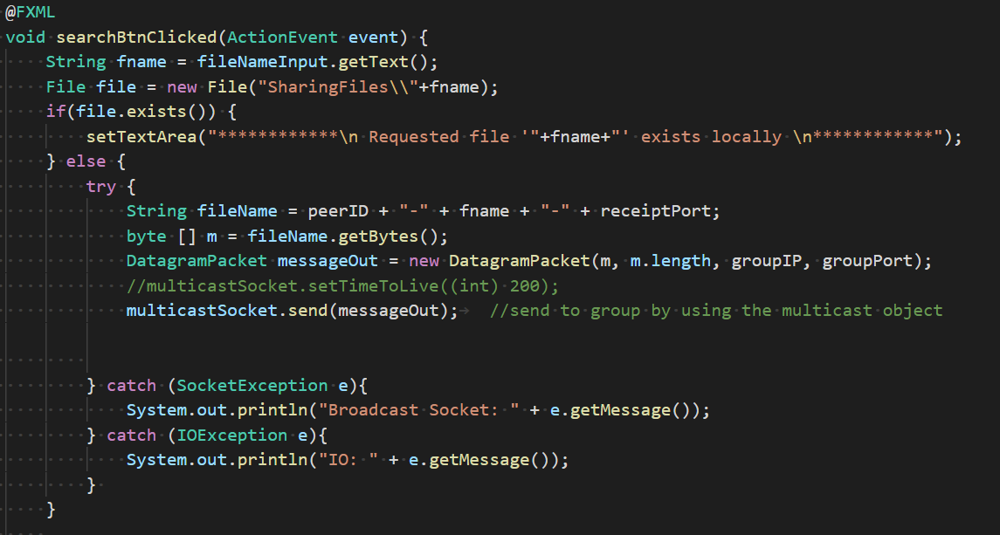 @FXML
void searchBtnClicked(ActionEvent event) {
    String fname = fileNameInput.getText();
    File file = new File("SharingFiles\\"+fname);
    if(file.exists()) {
        setTextArea("************\n Requested file '"+fname+"' exists locally \n************");
    } else {
        try {
            String fileName = peerID + "-" + fname + "-" + receiptPort;
            byte [] m = fileName.getBytes();
            DatagramPacket messageOut = new DatagramPacket(m, m.length, groupIP, groupPort);
            //multicastSocket.setTimeToLive((int) 200);
            multicastSocket.send(messageOut);   //send to group by using the multicast object
        } catch (SocketException e){
            System.out.println("Broadcast Socket: " + e.getMessage());
        } catch (IOException e){
            System.out.println("IO: " + e.getMessage());
        }
    }